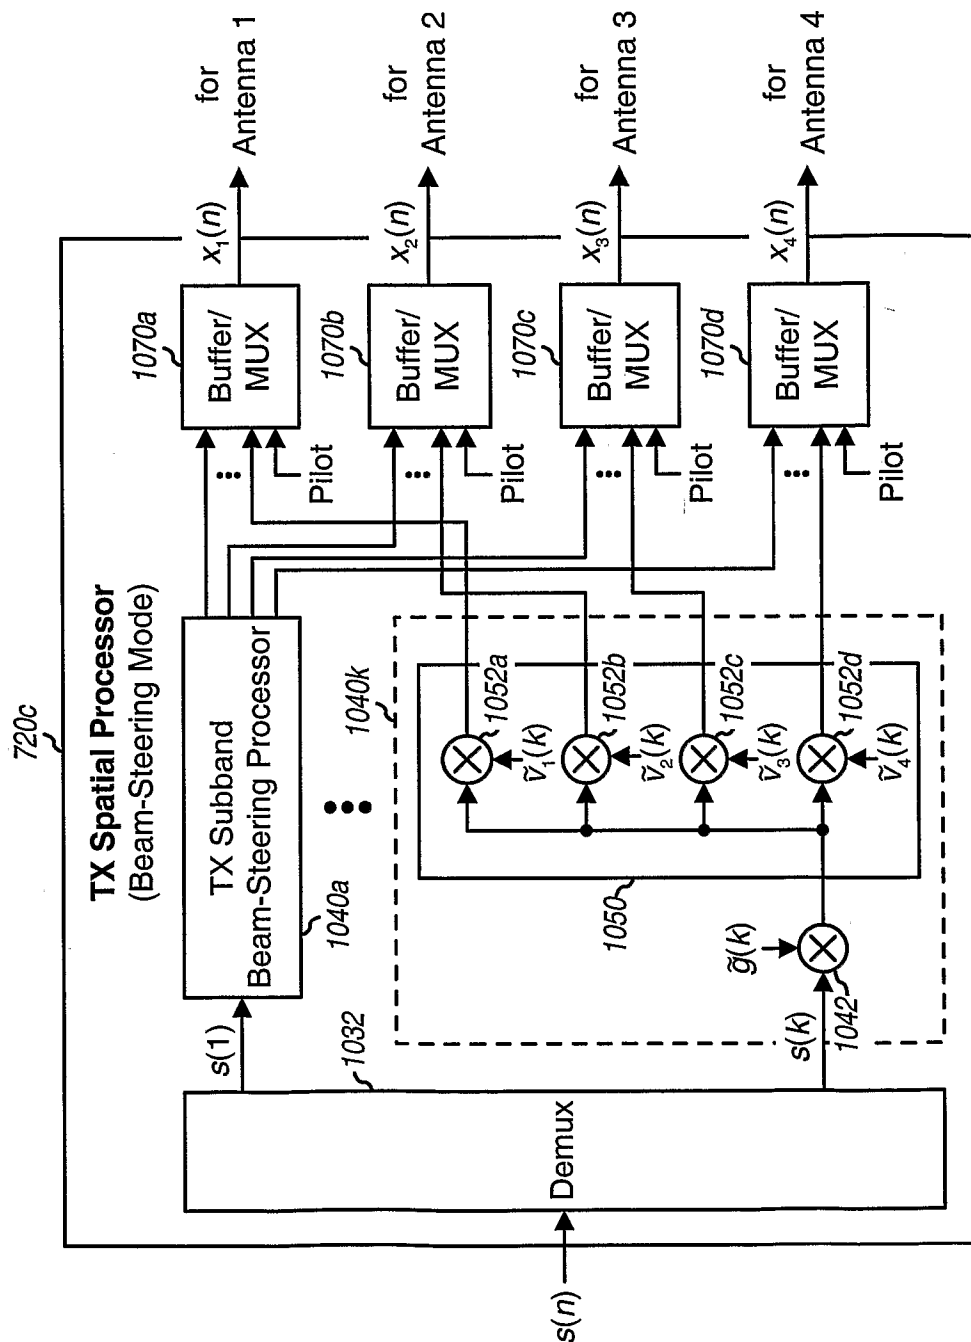 720c
TX Spatial Processor
(Beam-Steering Mode)
s(n)
Demux
1032
s(1)
TX Subband
Beam-Steering Processor
1040a
s(k)
1042
g̃(k)
1040k
1050
1052a
ṽ₁(k)
1052b
ṽ₂(k)
1052c
ṽ₃(k)
1052d
ṽ₄(k)
1070a
Buffer/
MUX
Pilot
x₁(n)
for
Antenna 1
1070b
Buffer/
MUX
Pilot
x₂(n)
for
Antenna 2
1070c
Buffer/
MUX
Pilot
x₃(n)
for
Antenna 3
1070d
Buffer/
MUX
Pilot
x₄(n)
for
Antenna 4